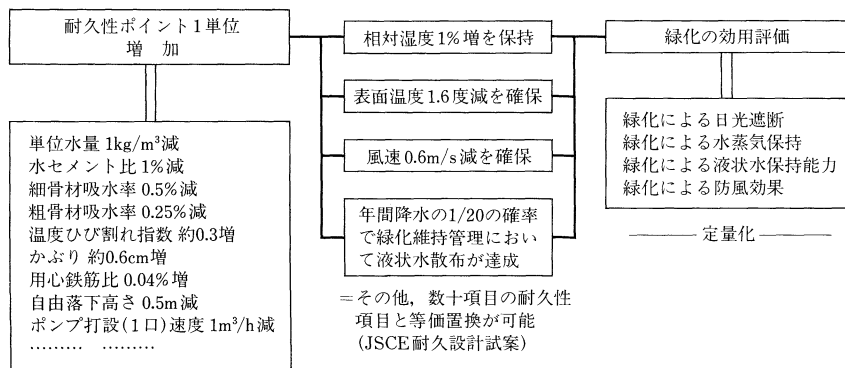 耐久性ポイント1単位
増 加
単位水量 1kg/m³減
水セメント比 1%減
細骨材吸水率 0.5%減
粗骨材吸水率 0.25%減
温度ひび割れ指数 約0.3増
かぶり 約0.6cm増
用心鉄筋比 0.04%増
自由落下高さ 0.5m減
ポンプ打設(1口)速度 1m³/h減
……… ………
相対湿度1%増を保持
表面温度1.6度減を確保
風速0.6m/s減を確保
年間降水の1/20の確率
で緑化維持管理におい
て液状水散布が達成
=その他,数十項目の耐久性
項目と等価置換が可能
(JSCE耐久設計試案)
緑化の効用評価
緑化による日光遮断
緑化による水蒸気保持
緑化による液状水保持能力
緑化による防風効果
定量化